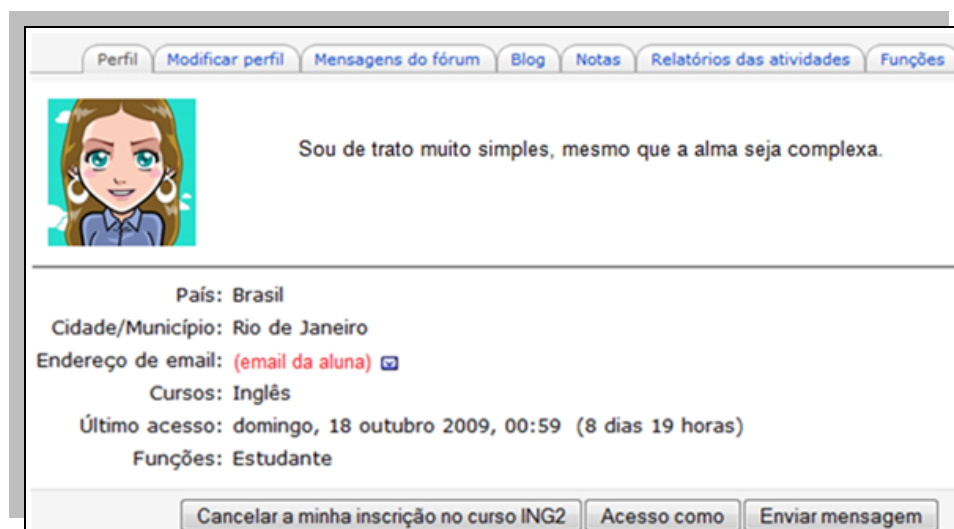 Perfil Modificar perfil Mensagens do fórum Blog Notas Relatórios das atividades Funções
Sou de trato muito simples, mesmo que a alma seja complexa.
País: Brasil
Cidade/Município: Rio de Janeiro
Endereço de email: (email da aluna)
Cursos: Inglês
Último acesso: domingo, 18 outubro 2009, 00:59 (8 dias 19 horas)
Funções: Estudante
Cancelar a minha inscrição no curso ING2 Acesso como Enviar mensagem